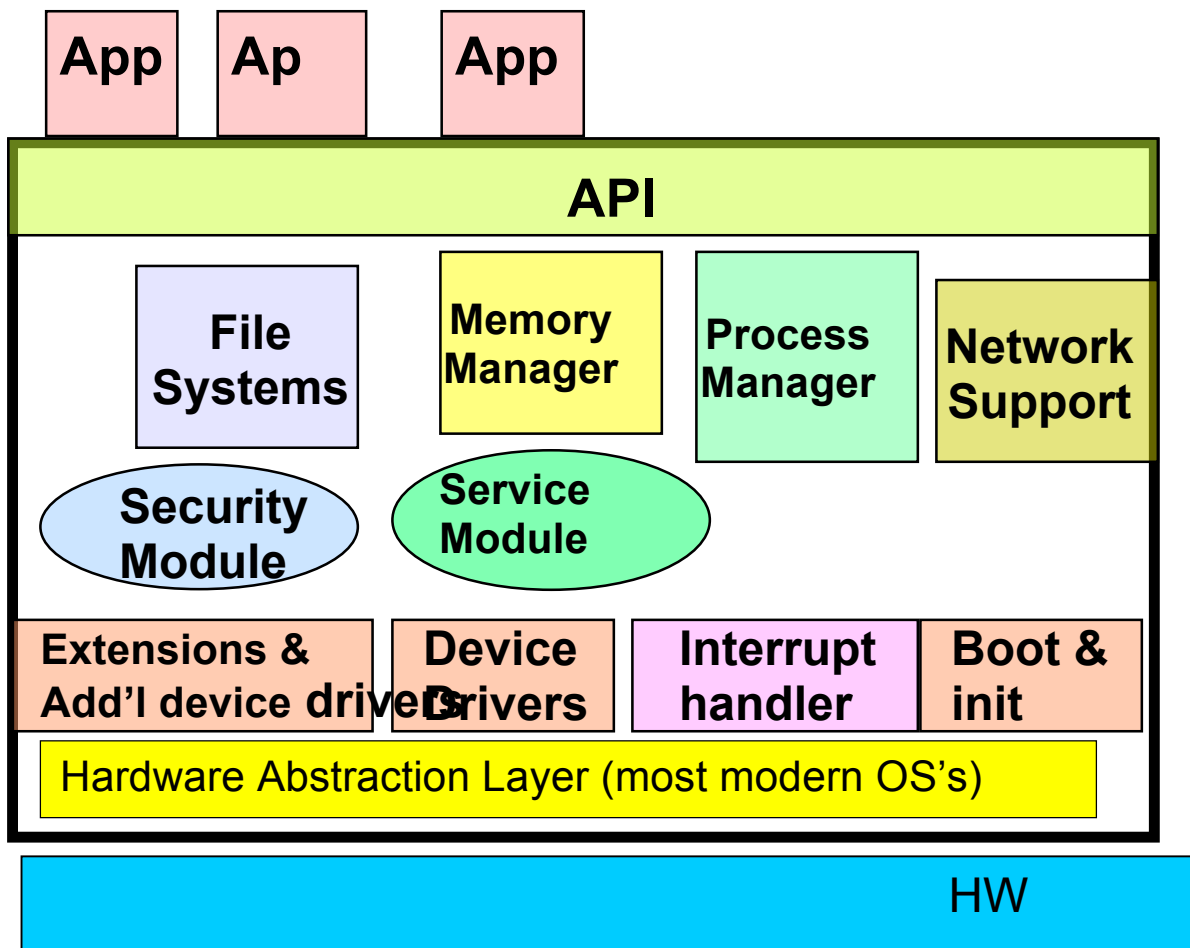 App
Ap
App
API
File
Systems
Memory
Manager
Process
Manager
Network
Support
Security
Module
Service
Module
Extensions &
Add’l device drivers
Device
Drivers
Interrupt
handler
Boot &
init
Hardware Abstraction Layer (most modern OS’s)
HW